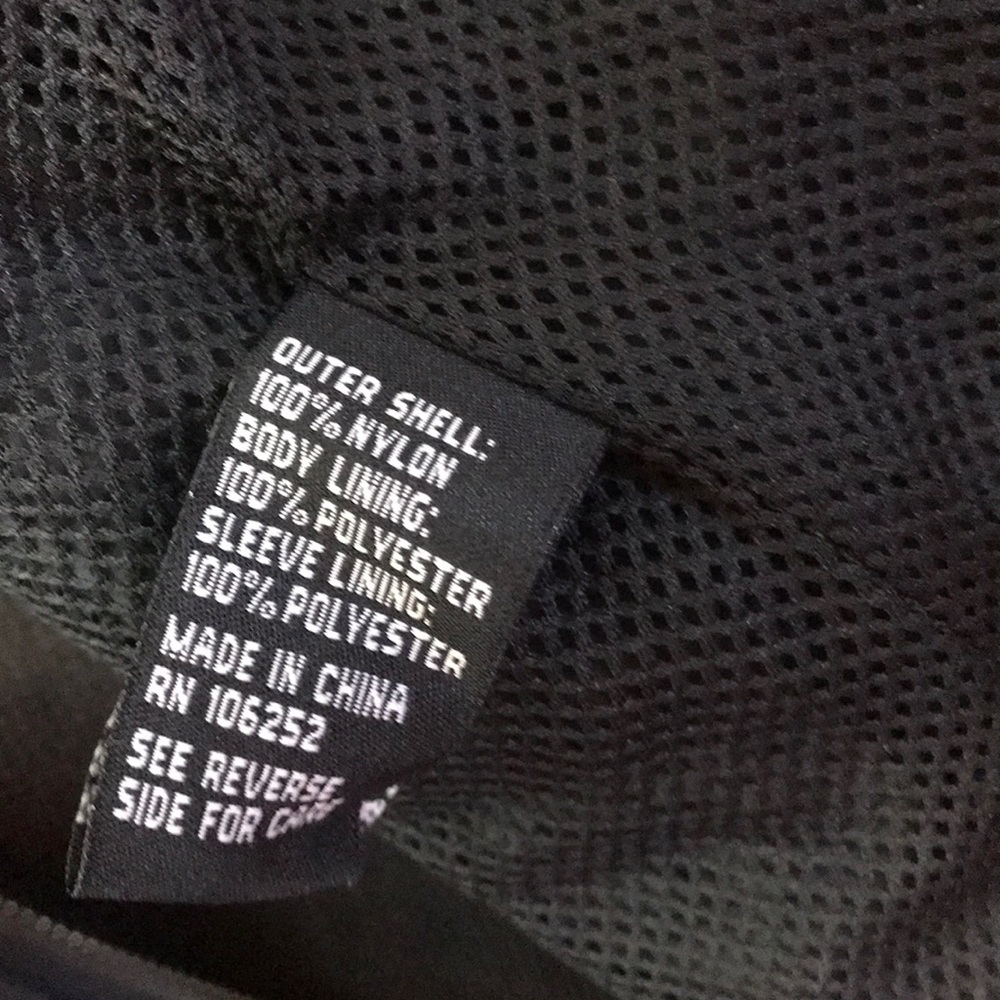 OUTER SHELL:
100% NYLON
BODY LINING:
100% POLYESTER
SLEEVE LINING:
100% POLYESTER
MADE IN CHINA
RN 106252
SEE REVERSE
SIDE FOR CARE